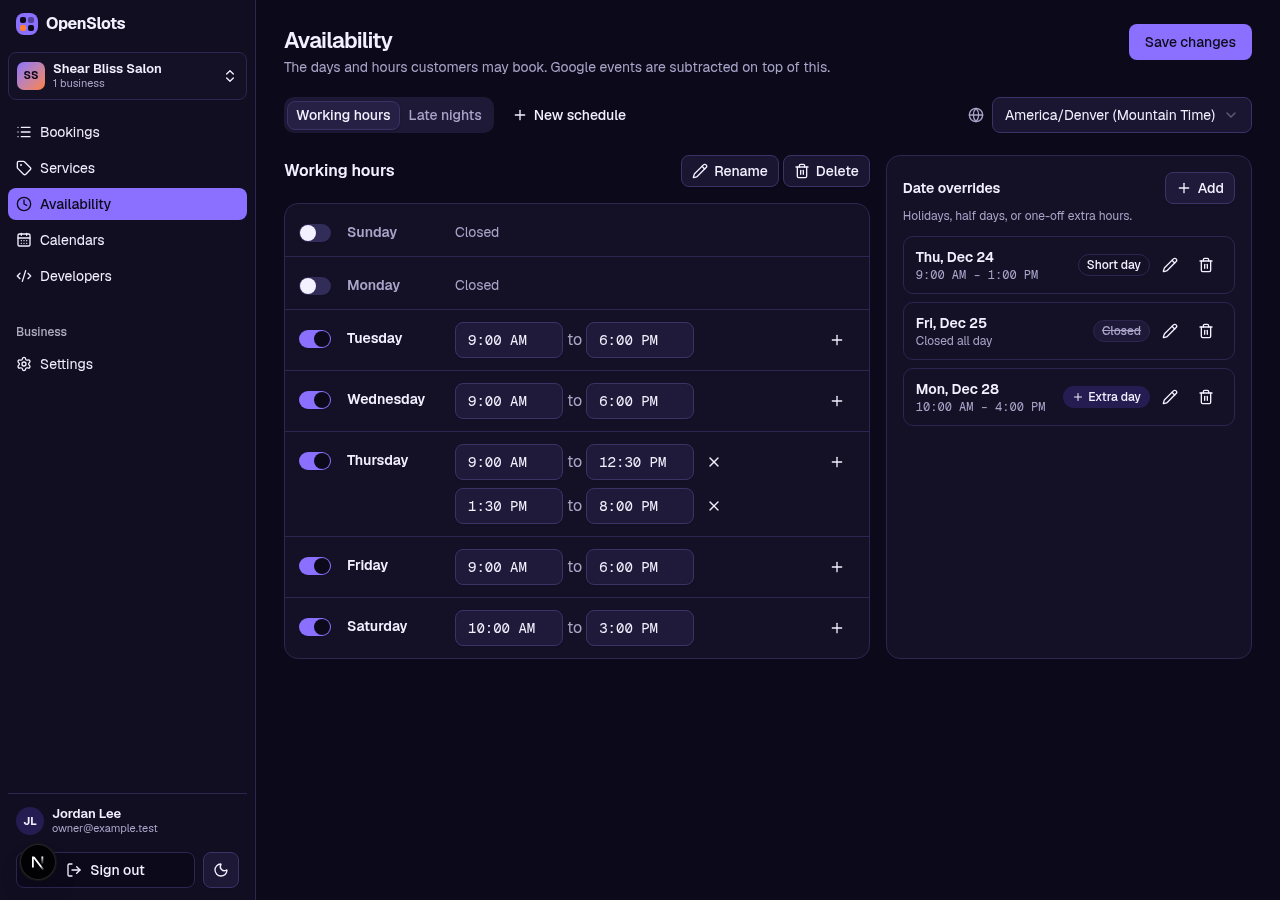 OpenSlots
SS
Shear Bliss Salon
1 business
Bookings
Services
Availability
Calendars
Developers
Business
Settings
JL
Jordan Lee
owner@example.test
N
Sign out
Availability
The days and hours customers may book. Google events are subtracted on top of this.
Save changes
Working hours
Late nights
New schedule
America/Denver (Mountain Time)
Working hours
Rename
Delete
Sunday
Closed
Monday
Closed
Tuesday
9:00 AM to 6:00 PM
Wednesday
9:00 AM to 6:00 PM
Thursday
9:00 AM to 12:30 PM
1:30 PM to 8:00 PM
Friday
9:00 AM to 6:00 PM
Saturday
10:00 AM to 3:00 PM
Date overrides
Add
Holidays, half days, or one-off extra hours.
Thu, Dec 24
9:00 AM – 1:00 PM
Short day
Fri, Dec 25
Closed all day
Closed
Mon, Dec 28
10:00 AM – 4:00 PM
Extra day